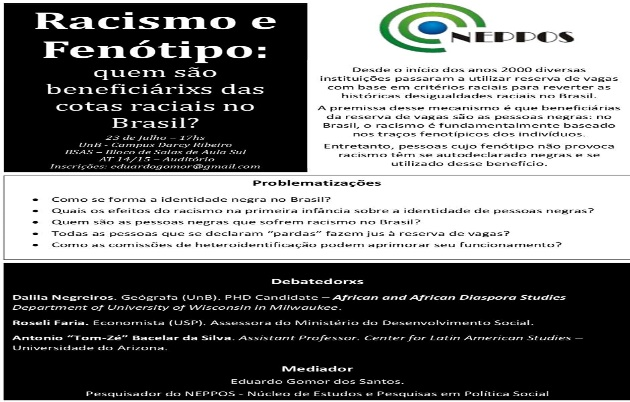 Racismo e
Fenótipo:
quem são
beneficiárixs das
cotas raciais no
Brasil?
23 de julho – 17hs
UnB - Campus Darcy Ribeiro
BSAS – Bloco de Salas de Aula Sul
AT 14/15 – Auditório
Inscrições: eduardogomor@gmail.com
NEPPOS
Desde o início dos anos 2000 diversas
instituições passaram a utilizar reserva de vagas
com base em critérios raciais para reverter as
históricas desigualdades raciais no Brasil.
A premissa desse mecanismo é que beneficiárias
da reserva de vagas são as pessoas negras: no
Brasil, o racismo é fundamentalmente baseado
nos traços fenotípicos dos indivíduos.
Entretanto, pessoas cujo fenótipo não provoca
racismo têm se autodeclarado negras e se
utilizado desse benefício.
Problematizações
• Como se forma a identidade negra no Brasil?
• Quais os efeitos do racismo na primeira infância sobre a identidade de pessoas negras?
• Quem são as pessoas negras que sofrem racismo no Brasil?
• Todas as pessoas que se declaram “pardas” fazem jus à reserva de vagas?
• Como as comissões de heteroidentificação podem aprimorar seu funcionamento?
Debatedorxs
Dalila Negreiros. Geógrafa (UnB). PHD Candidate – African and African Diaspora Studies
Department of University of Wisconsin in Milwaukee.
Roseli Faria. Economista (USP). Assessora do Ministério do Desenvolvimento Social.
Antonio “Tom-Zé” Bacelar da Silva. Assistant Professor. Center for Latin American Studies –
Universidade do Arizona.
Mediador
Eduardo Gomor dos Santos.
Pesquisador do NEPPOS - Núcleo de Estudos e Pesquisas em Política Social